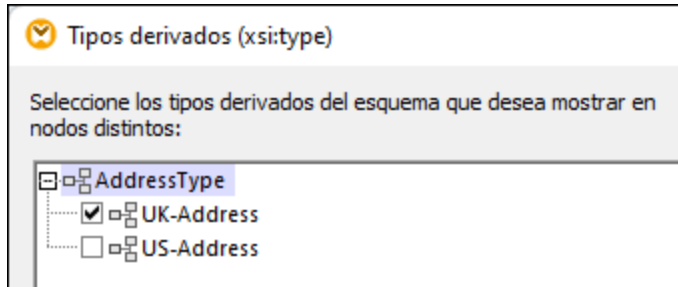 Tipos derivados (xsi:type)
Seleccione los tipos derivados del esquema que desea mostrar en
nodos distintos:
AddressType
UK-Address
US-Address